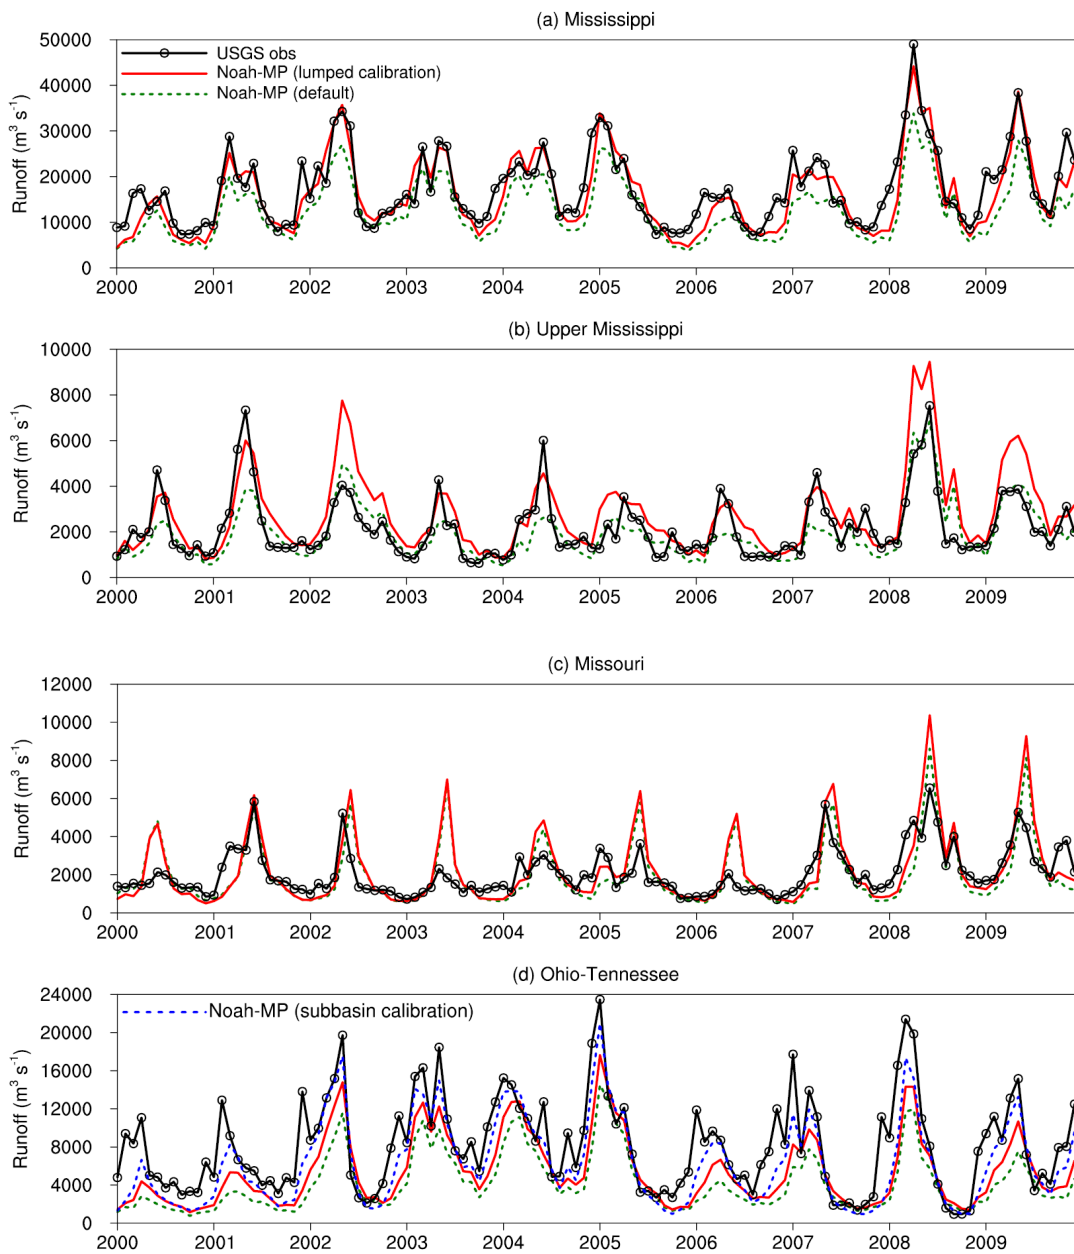 (a) Mississippi
Runoff (m³ s⁻¹)
50000
40000
30000
20000
10000
0
USGS obs
Noah-MP (lumped calibration)
Noah-MP (default)
2000 2001 2002 2003 2004 2005 2006 2007 2008 2009
(b) Upper Mississippi
Runoff (m³ s⁻¹)
10000
8000
6000
4000
2000
0
2000 2001 2002 2003 2004 2005 2006 2007 2008 2009
(c) Missouri
Runoff (m³ s⁻¹)
12000
10000
8000
6000
4000
2000
0
2000 2001 2002 2003 2004 2005 2006 2007 2008 2009
(d) Ohio-Tennessee
Runoff (m³ s⁻¹)
24000
20000
16000
12000
8000
4000
0
Noah-MP (subbasin calibration)
2000 2001 2002 2003 2004 2005 2006 2007 2008 2009